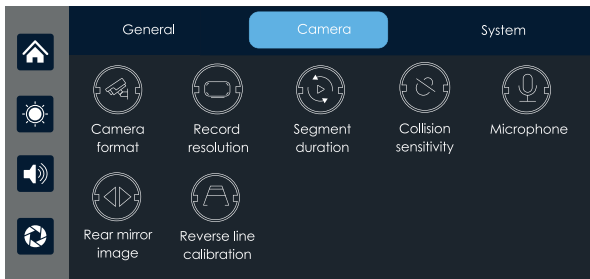 General
Camera
System
Camera
format
Record
resolution
Segment
duration
Collision
sensitivity
Microphone
Rear mirror
image
Reverse line
calibration